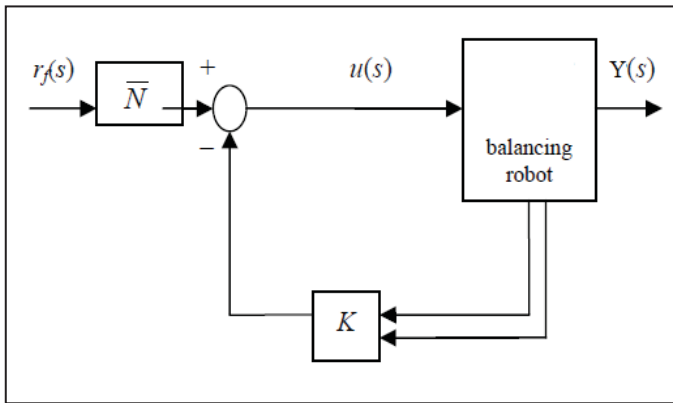 r_f(s)
N̅
+
−
u(s)
balancing
robot
Y(s)
K